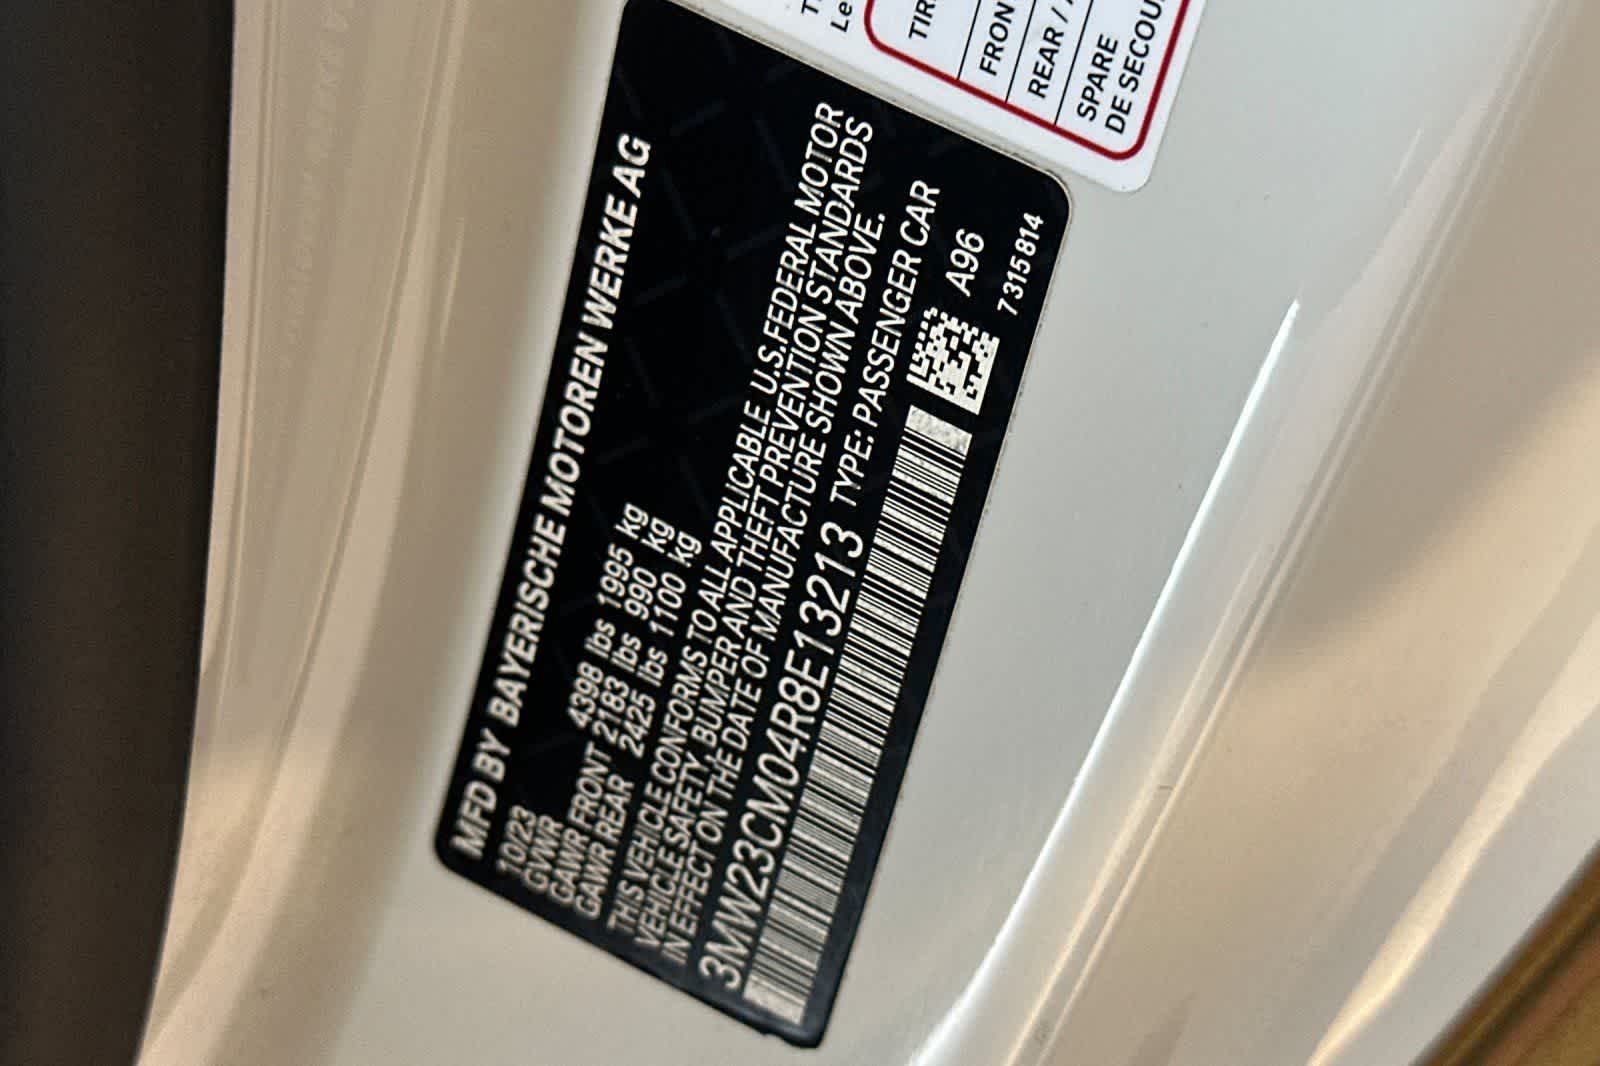 TIR
FRON
REAR /
SPARE
DE SECOU
Le
MFD BY BAYERISCHE MOTOREN WERKE AG
10/23
GVWR 4398 lbs 1995 kg
GAWR FRONT 2183 lbs 990 kg
GAWR REAR 2425 lbs 1100 kg
THIS VEHICLE CONFORMS TO ALL APPLICABLE U.S.FEDERAL MOTOR
VEHICLE SAFETY, BUMPER AND THEFT PREVENTION STANDARDS
IN EFFECT ON THE DATE OF MANUFACTURE SHOWN ABOVE.
3MW23CM04R8E13213 TYPE: PASSENGER CAR
A96
7315814